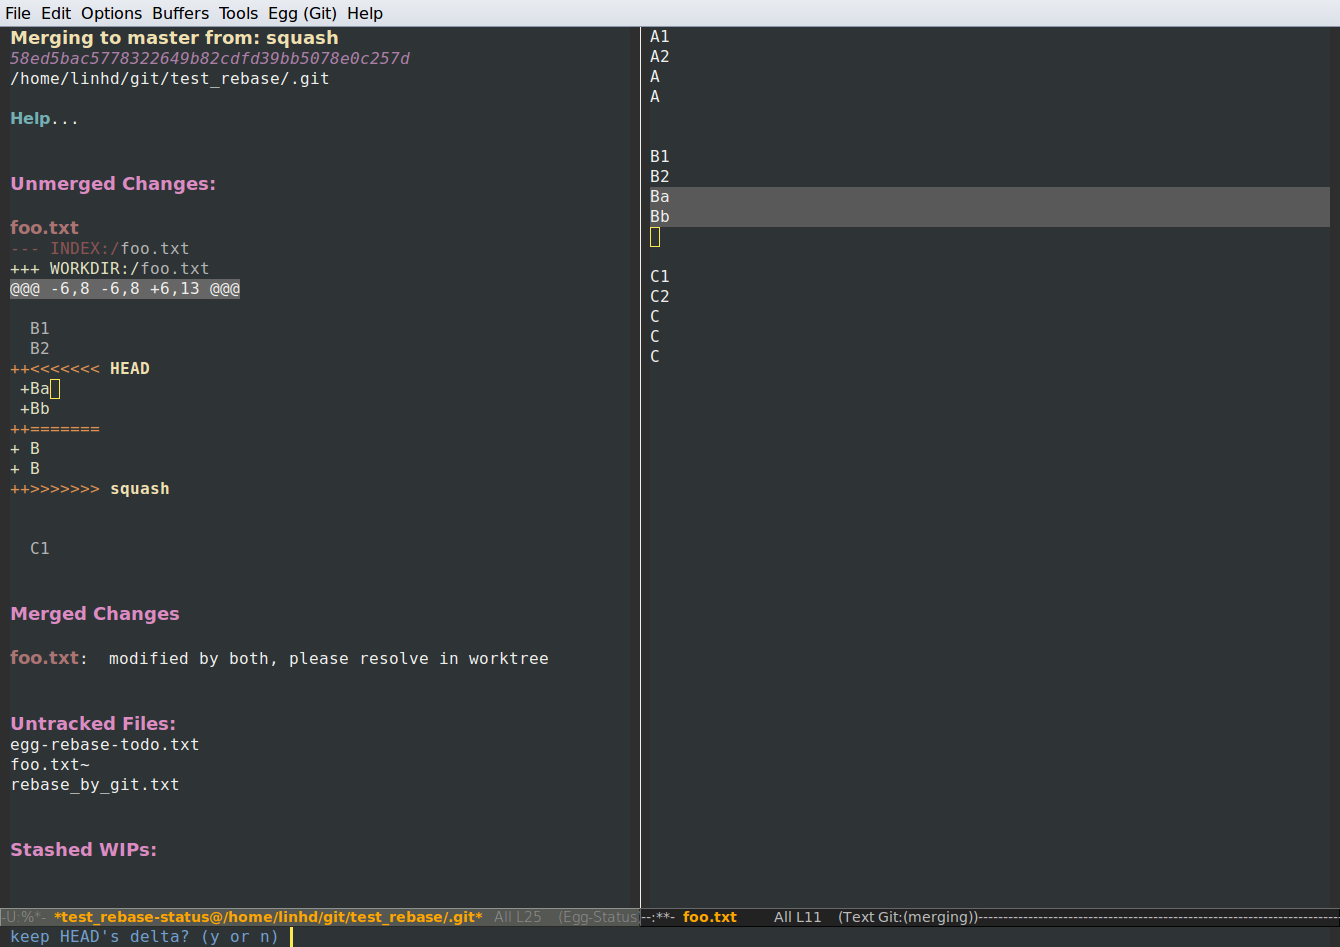 File Edit Options Buffers Tools Egg (Git) Help
Merging to master from: squash
58ed5bac5778322649b82cdfd39bb5078e0c257d
/home/linhd/git/test_rebase/.git
Help...
Unmerged Changes:
foo.txt
--- INDEX:/foo.txt
+++ WORKDIR:/foo.txt
@@@ -6,8 -6,8 +6,13 @@@
B1
B2
++<<<<<<< HEAD
+Ba
+Bb
++=======
+ B
+ B
++>>>>>>> squash
C1
Merged Changes
foo.txt:  modified by both, please resolve in worktree
Untracked Files:
egg-rebase-todo.txt
foo.txt~
rebase_by_git.txt
Stashed WIPs:
-U:%*- *test_rebase-status@/home/linhd/git/test_rebase/.git* All L25 (Egg-Status
A1
A2
A
A
B1
B2
Ba
Bb
C1
C2
C
C
C
--:**- foo.txt All L11 (Text Git:(merging))
keep HEAD's delta? (y or n)